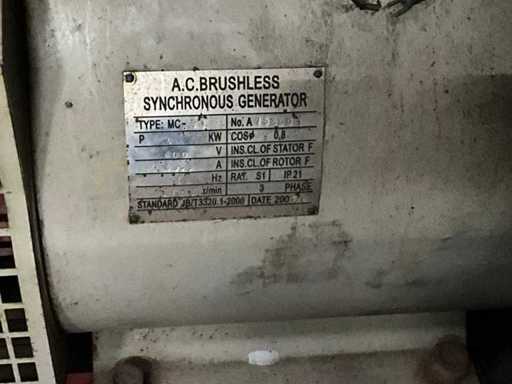 A.C.BRUSHLESS
SYNCHRONOUS GENERATOR
TYPE: MC- No. A
P KW COSφ 0.8
V INS.CL.OF STATOR F
A INS.CL.OF ROTOR F
Hz RAT. S1 IP21
r/min 3 PHASE
STANDARD JB/T3320.1-2000 DATE 200